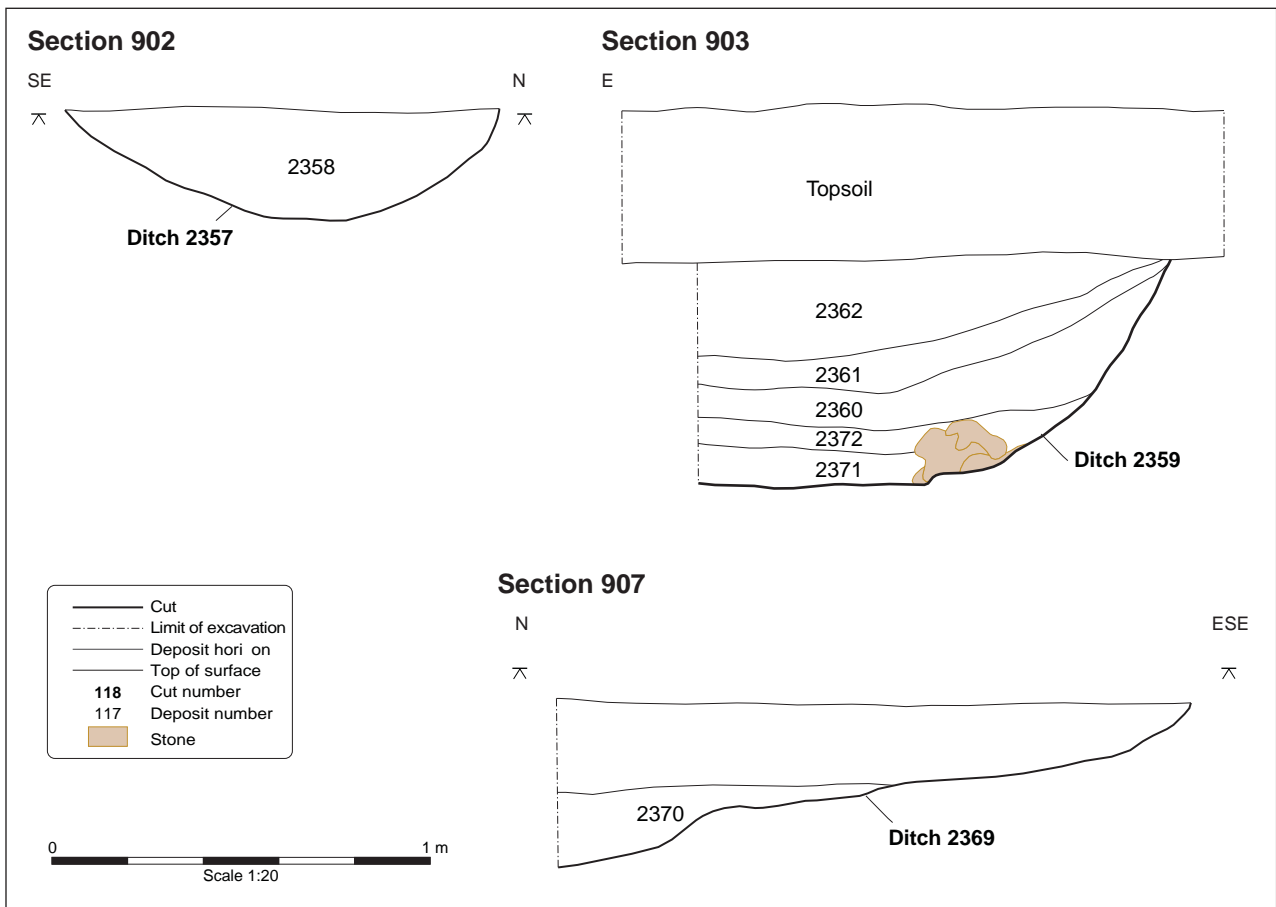 Section 902
SE N
2358
Ditch 2357
Section 903
E
Topsoil
2362
2361
2360
2372
2371
Ditch 2359
Cut
Limit of excavation
Deposit hori on
Top of surface
118 Cut number
117 Deposit number
Stone
0 1 m
Scale 1:20
Section 907
N ESE
2370
Ditch 2369